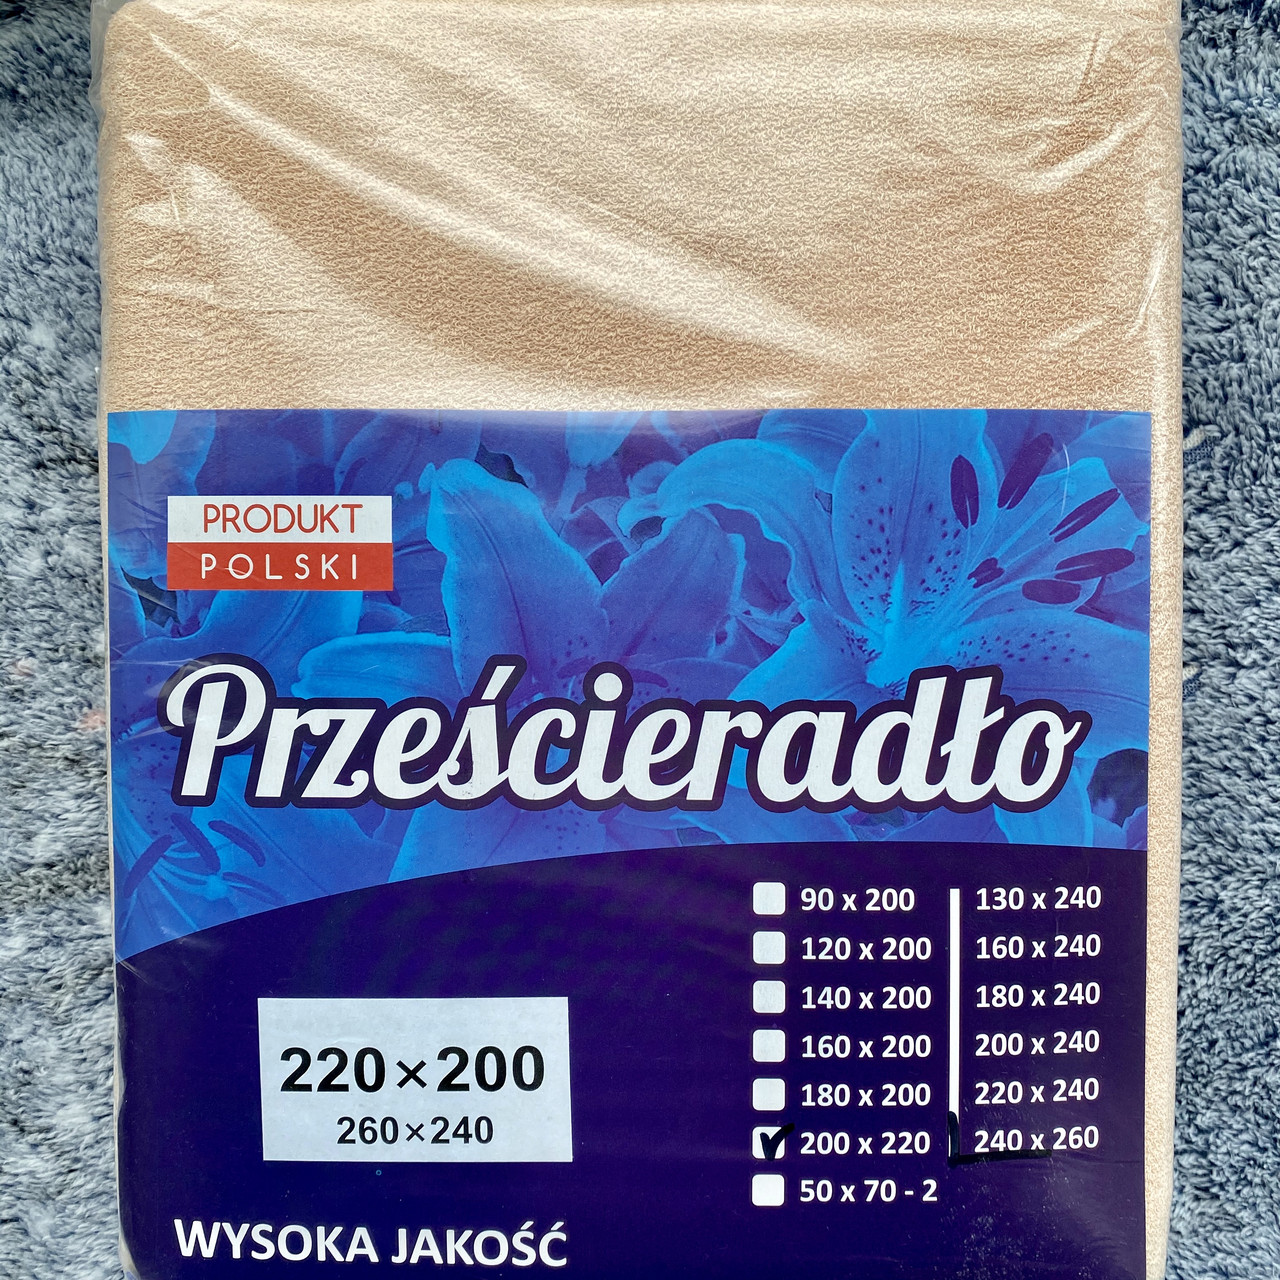 PRODUKT
POLSKI
Prześcieradło
90 x 200 130 x 240
120 x 200 160 x 240
140 x 200 180 x 240
160 x 200 200 x 240
180 x 200 220 x 240
200 x 220 240 x 260
50 x 70 - 2
220×200
260×240
WYSOKA JAKOŚĆ